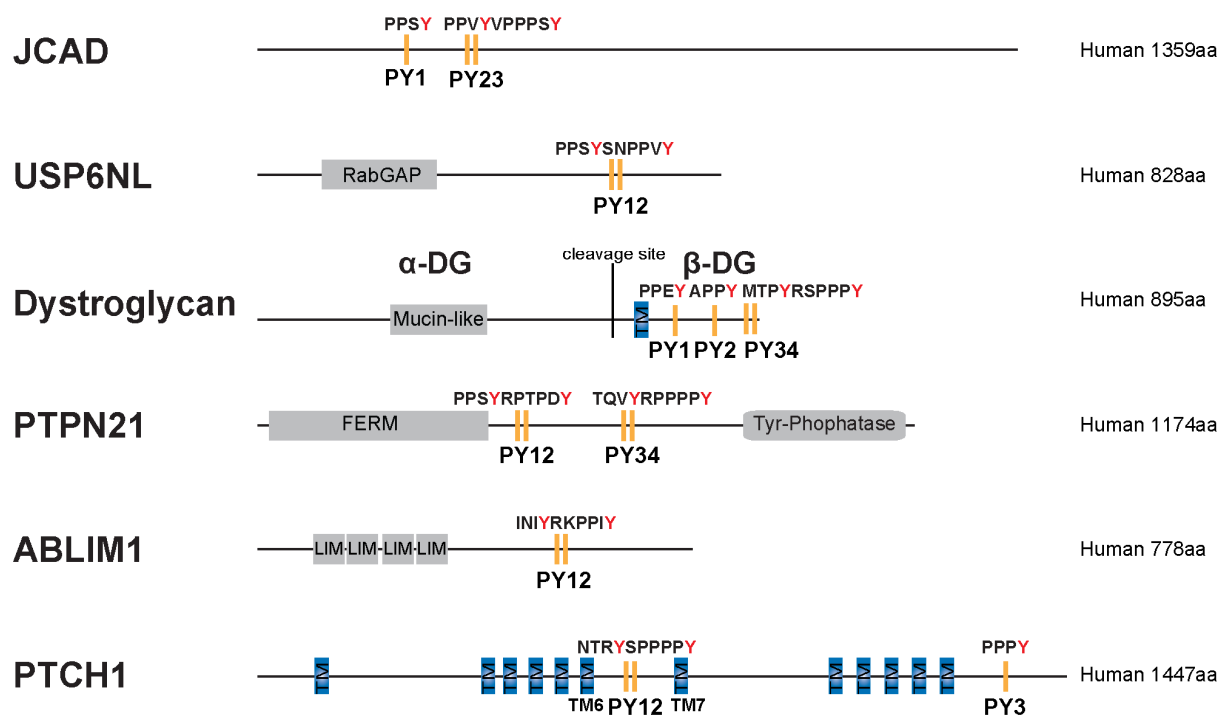 PPSY PPVYVPPPSY
JCAD
Human 1359aa
PY1 PY23
PPSYSNPPVY
USP6NL
RabGAP
Human 828aa
PY12
cleavage site
α-DG β-DG
PPEY APPY MTPYRSPPPY
Dystroglycan
Human 895aa
Mucin-like TM
PY1 PY2 PY34
PPSYRPTPDY TQVYRPPPPY
PTPN21
FERM Tyr-Phophatase
Human 1174aa
PY12 PY34
INIYRKPPIY
ABLIM1
LIM LIM LIM LIM
Human 778aa
PY12
NTRYSPPPPY PPPY
PTCH1
TM TM TM TM TM TM TM TM TM TM TM TM
Human 1447aa
TM6 PY12 TM7 PY3